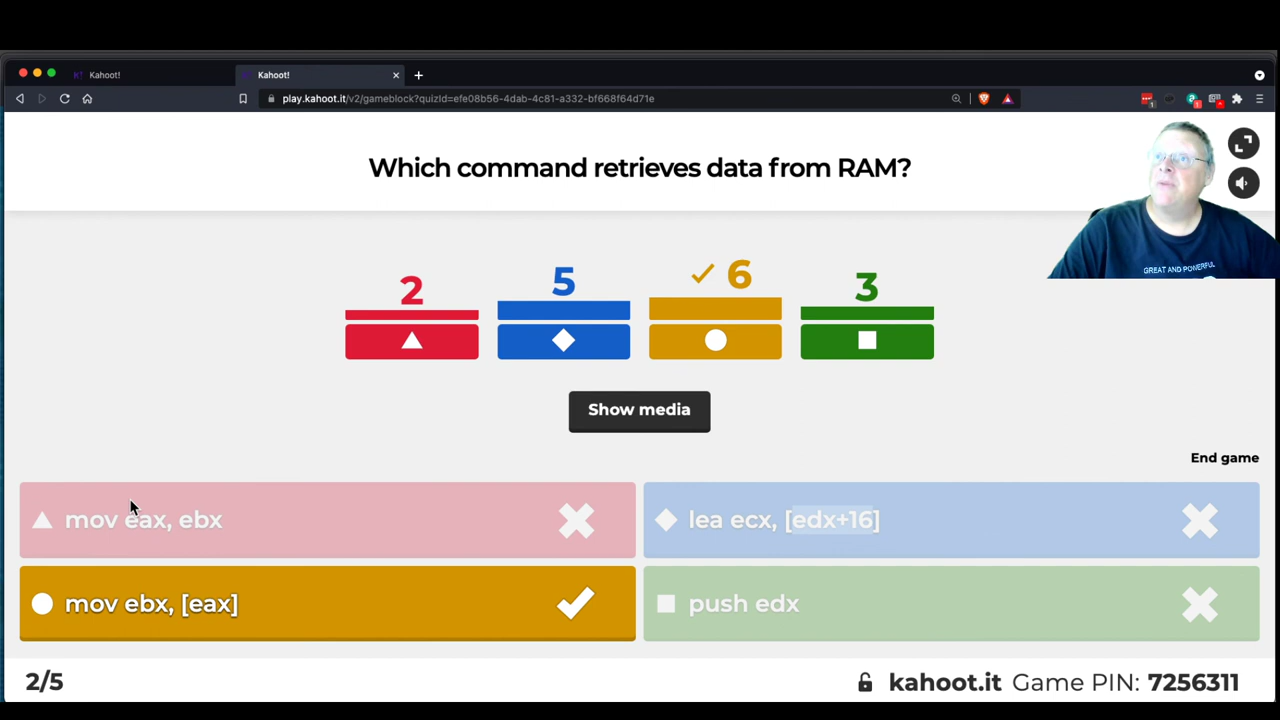 Kahoot!
Kahoot!
play.kahoot.it/v2/gameblock?quizId=efe08b56-4dab-4c81-a332-bf668f64d71e
Which command retrieves data from RAM?
GREAT AND POWERFUL
2
5
6
3
Show media
End game
mov eax, ebx
lea ecx, [edx+16]
mov ebx, [eax]
push edx
2/5
kahoot.it Game PIN: 7256311